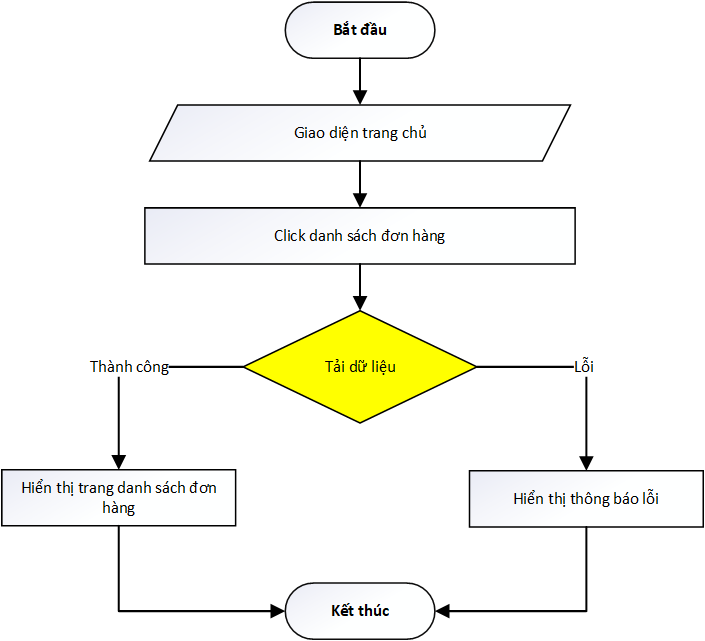 Bắt đầu
Giao diện trang chủ
Click danh sách đơn hàng
Tải dữ liệu
Thành công
Lỗi
Hiển thị trang danh sách đơn
hàng
Hiển thị thông báo lỗi
Kết thúc